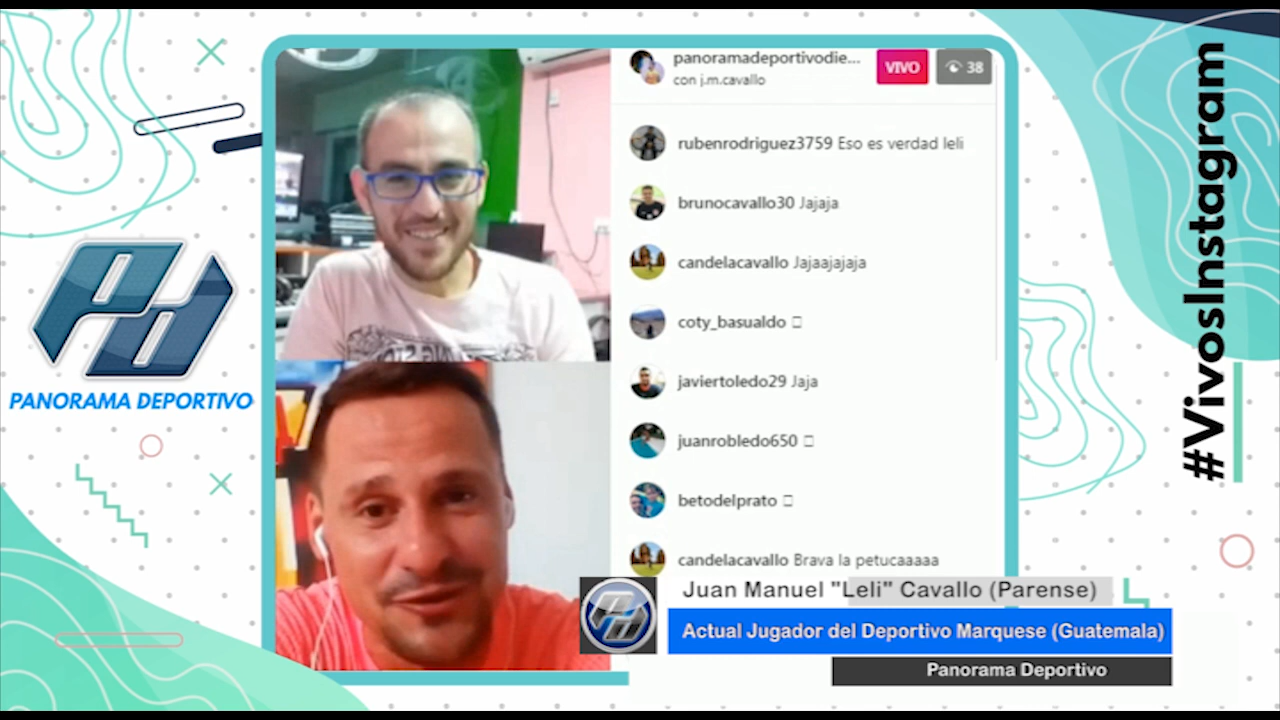 PANORAMA DEPORTIVO
panoramadeportivodie...
con j.m.cavallo
VIVO
38
rubenrodriguez3759 Eso es verdad leli
brunocavallo30 Jajaja
candelacavallo Jajaajajaja
coty_basualdo
javiertoledo29 Jaja
juanrobledo650
betodelprato
candelacavallo Brava la petucaaaaa
Juan Manuel "Leli" Cavallo (Parense)
Actual Jugador del Deportivo Marquese (Guatemala)
Panorama Deportivo
#VivosInstagram